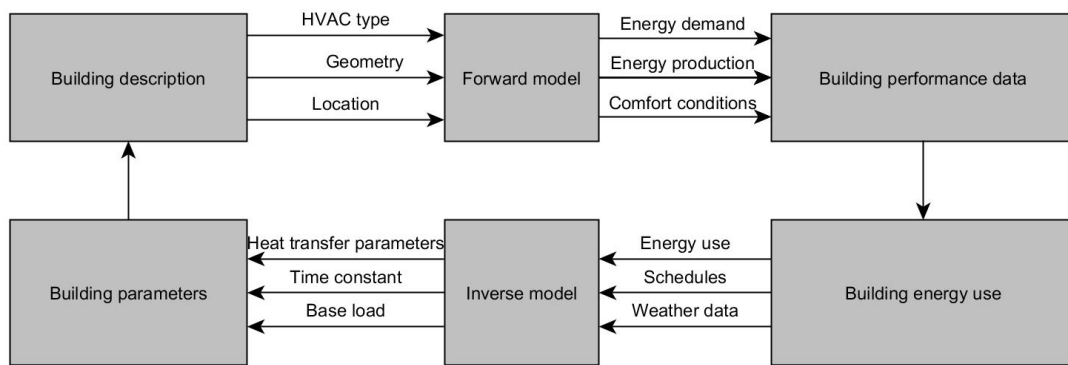 HVAC type
Energy demand
Building description
Geometry
Forward model
Energy production
Building performance data
Location
Comfort conditions
Heat transfer parameters
Energy use
Building parameters
Time constant
Inverse model
Schedules
Building energy use
Base load
Weather data